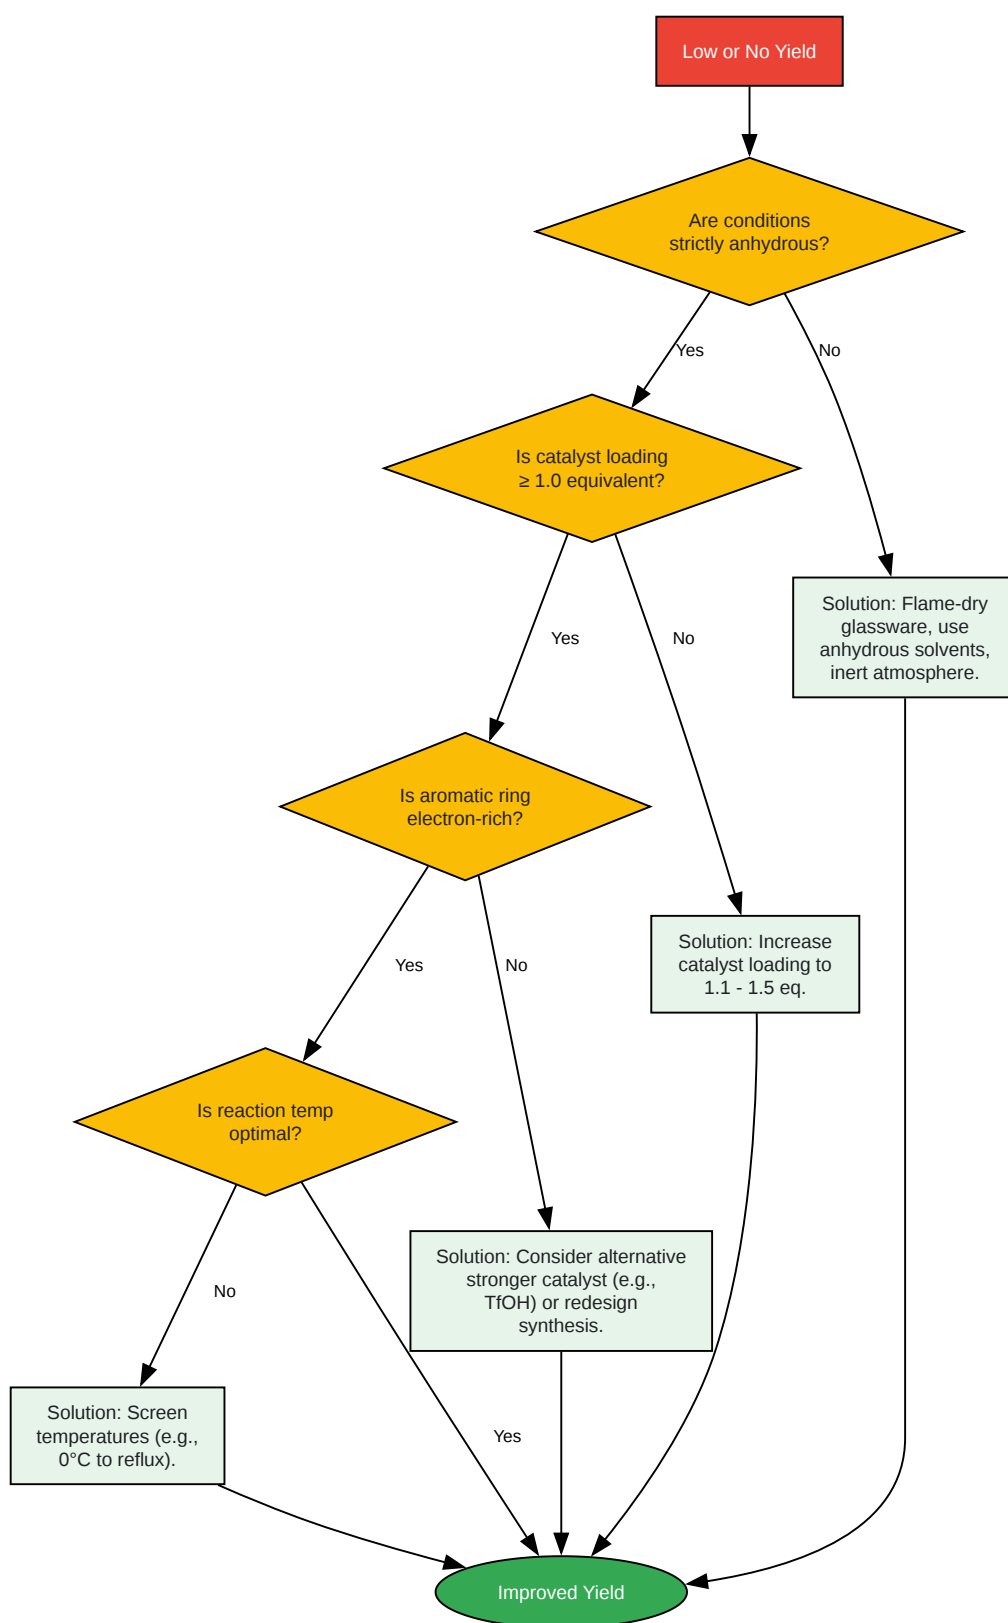 Low or No Yield
Are conditions
strictly anhydrous?
Yes
No
Is catalyst loading
≥ 1.0 equivalent?
Solution: Flame-dry
glassware, use
anhydrous solvents,
inert atmosphere.
Yes
No
Is aromatic ring
electron-rich?
Solution: Increase
catalyst loading to
1.1 - 1.5 eq.
Yes
No
Is reaction temp
optimal?
Solution: Consider alternative
stronger catalyst (e.g.,
TfOH) or redesign
synthesis.
No
Yes
Solution: Screen
temperatures (e.g.,
0°C to reflux).
Improved Yield